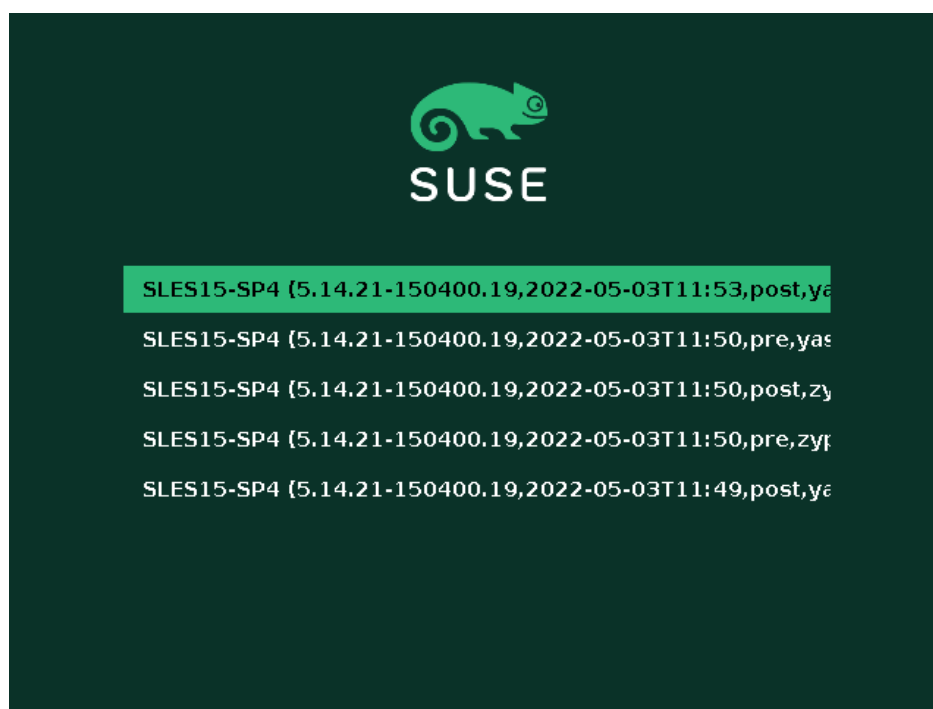 SUSE
SLES15-SP4 (5.14.21-150400.19,2022-05-03T11:53,post,ya
SLES15-SP4 (5.14.21-150400.19,2022-05-03T11:50,pre,yas
SLES15-SP4 (5.14.21-150400.19,2022-05-03T11:50,post,zy
SLES15-SP4 (5.14.21-150400.19,2022-05-03T11:50,pre,zyp
SLES15-SP4 (5.14.21-150400.19,2022-05-03T11:49,post,ya